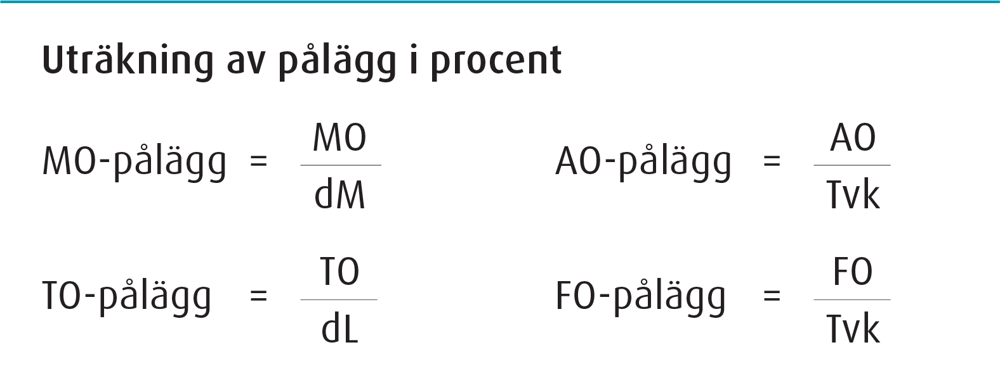 Uträkning av pålägg i procent
MO-pålägg = MO
dM
AO-pålägg = AO
Tvk
TO-pålägg = TO
dL
FO-pålägg = FO
Tvk